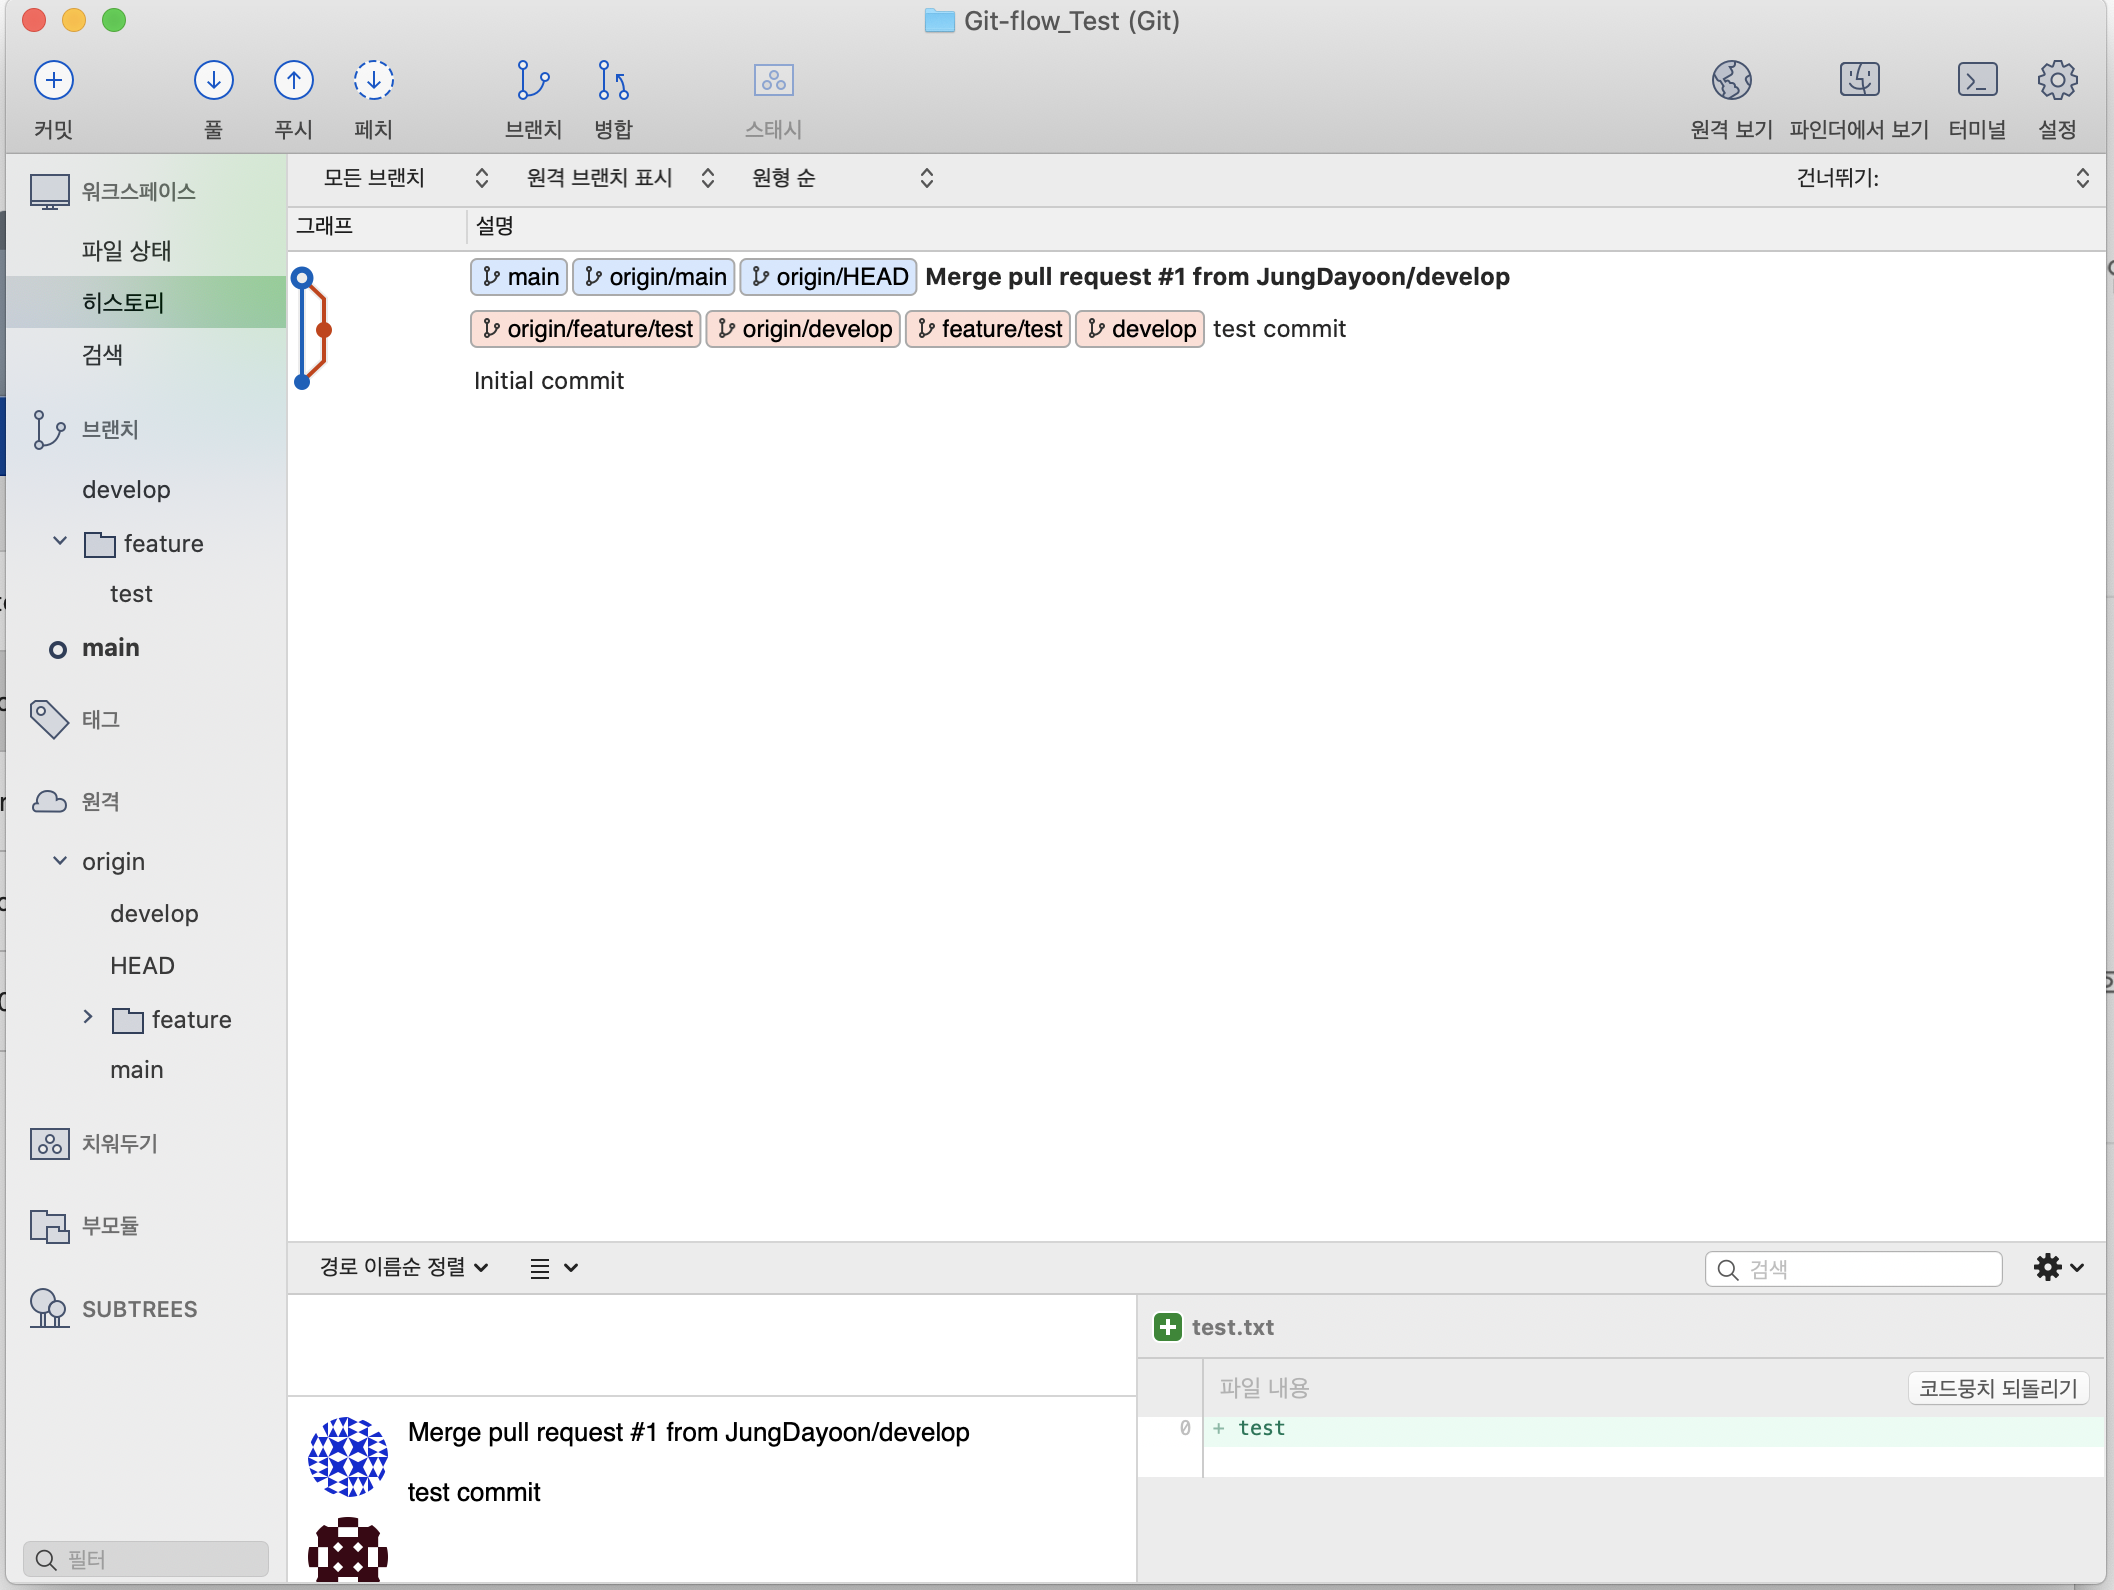 Git-flow_Test (Git)
커밋 풀 푸시 페치 브랜치 병합 스태시 원격 보기 파인더에서 보기 터미널 설정
워크스페이스
파일 상태
히스토리
검색
브랜치
develop
feature
test
main
태그
원격
origin
develop
HEAD
feature
main
치워두기
부모듈
SUBTREES
필터
모든 브랜치 원격 브랜치 표시 원형 순 건너뛰기:
그래프 설명
main origin/main origin/HEAD Merge pull request #1 from JungDayoon/develop
origin/feature/test origin/develop feature/test develop test commit
Initial commit
경로 이름순 정렬 검색
Merge pull request #1 from JungDayoon/develop
test commit
test.txt
파일 내용 코드뭉치 되돌리기
0 + test